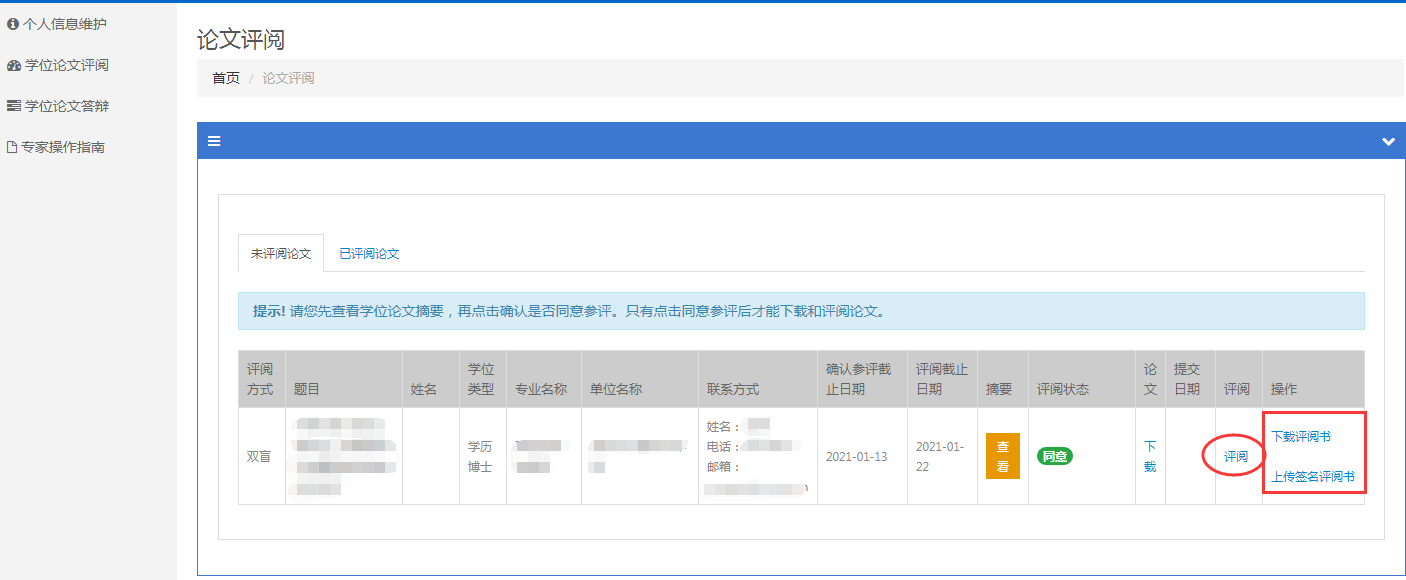 个人信息维护
学位论文评阅
学位论文答辩
专家操作指南
论文评阅
首页 / 论文评阅
未评阅论文 已评阅论文
提示! 请您先查看学位论文摘要，再点击确认是否同意参评。只有点击同意参评后才能下载和评阅论文。
评阅
方式
题目
姓名
学位
类型
专业名称
单位名称
联系方式
确认参评截
止日期
评阅截止
日期
摘要
评阅状态
论
文
提交
日期
评阅
操作
双盲
学历
博士
姓名：
电话：
邮箱：
2021-01-13
2021-01-
22
查
看
同意
下
载
评阅
下载评阅书
上传签名评阅书